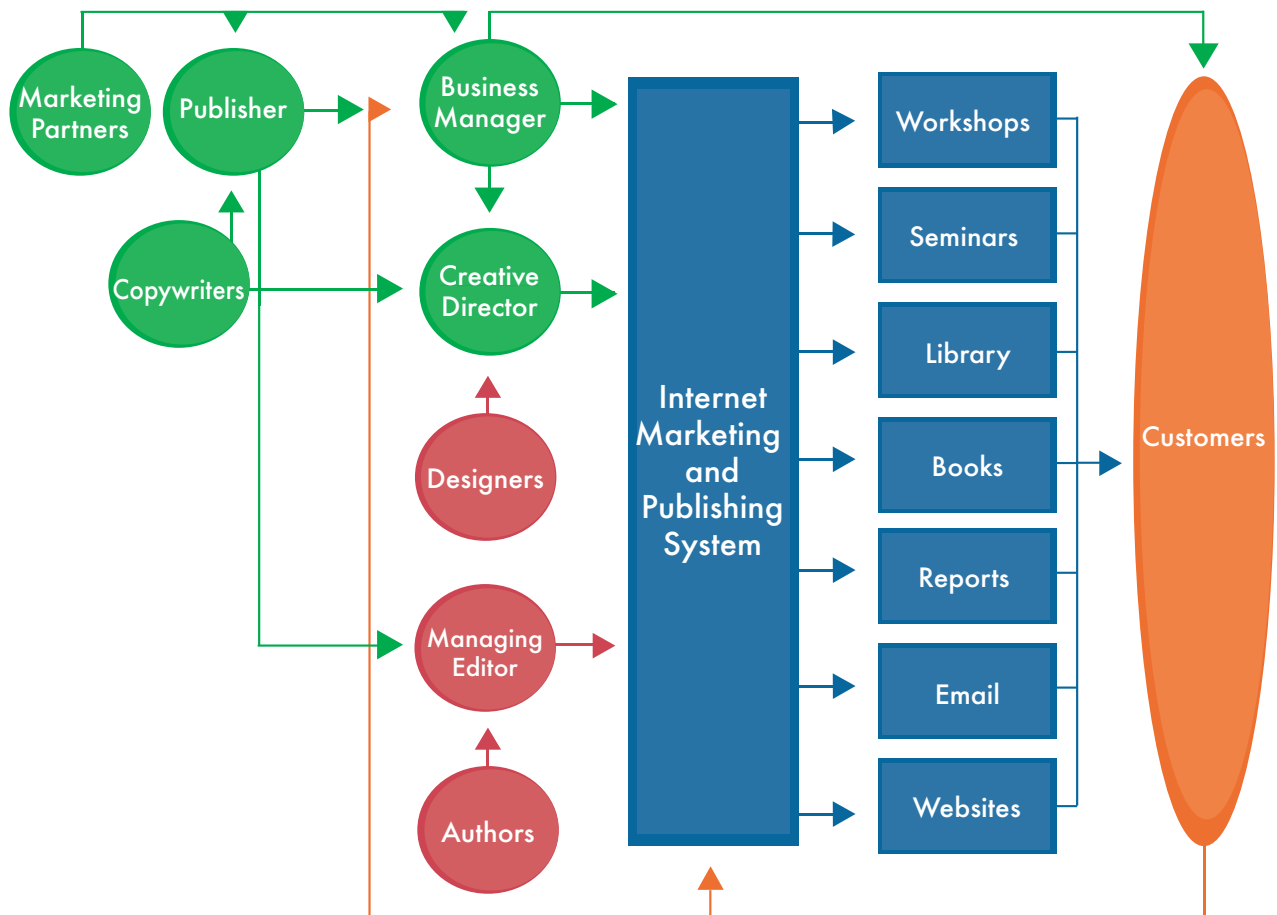 Marketing
Partners
Publisher
Business
Manager
Copywriters
Creative
Director
Designers
Managing
Editor
Authors
Internet
Marketing
and
Publishing
System
Workshops
Seminars
Library
Books
Reports
Email
Websites
Customers